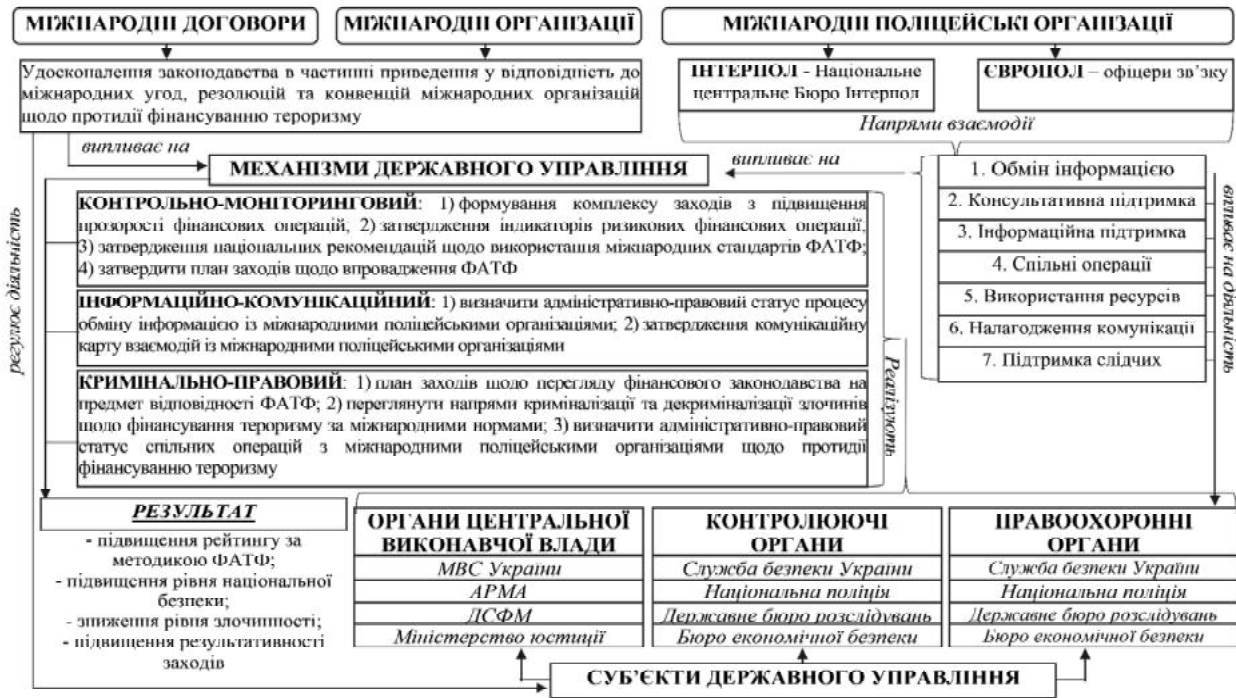 МІЖНАРОДНІ ДОГОВОРИ
МІЖНАРОДНІ ОРГАНІЗАЦІЇ
МІЖНАРОДНІ ПОЛІЦЕЙСЬКІ ОРГАНІЗАЦІЇ
Удосконалення законодавства в частинні приведення у відповідність до
міжнародних угод, резолюцій та конвенцій міжнародних організацій
щодо протидії фінансуванню тероризму
ІНТЕРПОЛ - Національне
центральне Бюро Інтерпол
ЄВРОПОЛ – офіцери зв’зку
Напрями взаємодії
випливає на
МЕХАНІЗМИ ДЕРЖАВНОГО УПРАВЛІННЯ
випливає на
КОНТРОЛЬНО-МОНІТОРИНГОВИЙ: 1) формування комплексу заходів з підвищення
прозорості фінансових операцій; 2) затвердження індикаторів ризикових фінансових операції;
3) затвердження національних рекомендацій щодо використання міжнародних стандартів ФАТФ;
4) затвердити план заходів щодо впровадження ФАТФ
ІНФОРМАЦІЙНО-КОМУНІКАЦІЙНИЙ: 1) визначити адміністративно-правовий статус процесу
обміну інформацією із міжнародними поліцейськими організаціями; 2) затвердження комунікаційну
карту взаємодій із міжнародними поліцейськими організаціями
КРИМІНАЛЬНО-ПРАВОВИЙ: 1) план заходів щодо перегляду фінансового законодавства на
предмет відповідності ФАТФ; 2) переглянути напрями криміналізації та декриміналізації злочинів
щодо фінансування тероризму за міжнародними нормами; 3) визначити адміністративно-правовий
статус спільних операцій з міжнародними поліцейськими організаціями щодо протидії
фінансуванню тероризму
1. Обмін інформацією
2. Консультативна підтримка
3. Інформаційна підтримка
4. Спільні операції
5. Використання ресурсів
6. Налагодження комунікації
7. Підтримка слідчих
регулює діяльність
Реалізують
впливає на діяльність
РЕЗУЛЬТАТ
- підвищення рейтингу за
методикою ФАТФ;
- підвищення рівня національної
безпеки;
- зниження рівня злочинності;
- підвищення результативності
заходів
ОРГАНИ ЦЕНТРАЛЬНОЇ
ВИКОНАВЧОЇ ВЛАДИ
МВС України
АРМА
ДСФМ
Міністерство юстиції
КОНТРОЛЮЮЧІ
ОРГАНИ
Служба безпеки України
Національна поліція
Державне бюро розслідувань
Бюро економічної безпеки
ПРАВООХОРОННІ
ОРГАНИ
Служба безпеки України
Національна поліція
Державне бюро розслідувань
Бюро економічної безпеки
СУБ’ЄКТИ ДЕРЖАВНОГО УПРАВЛІННЯ